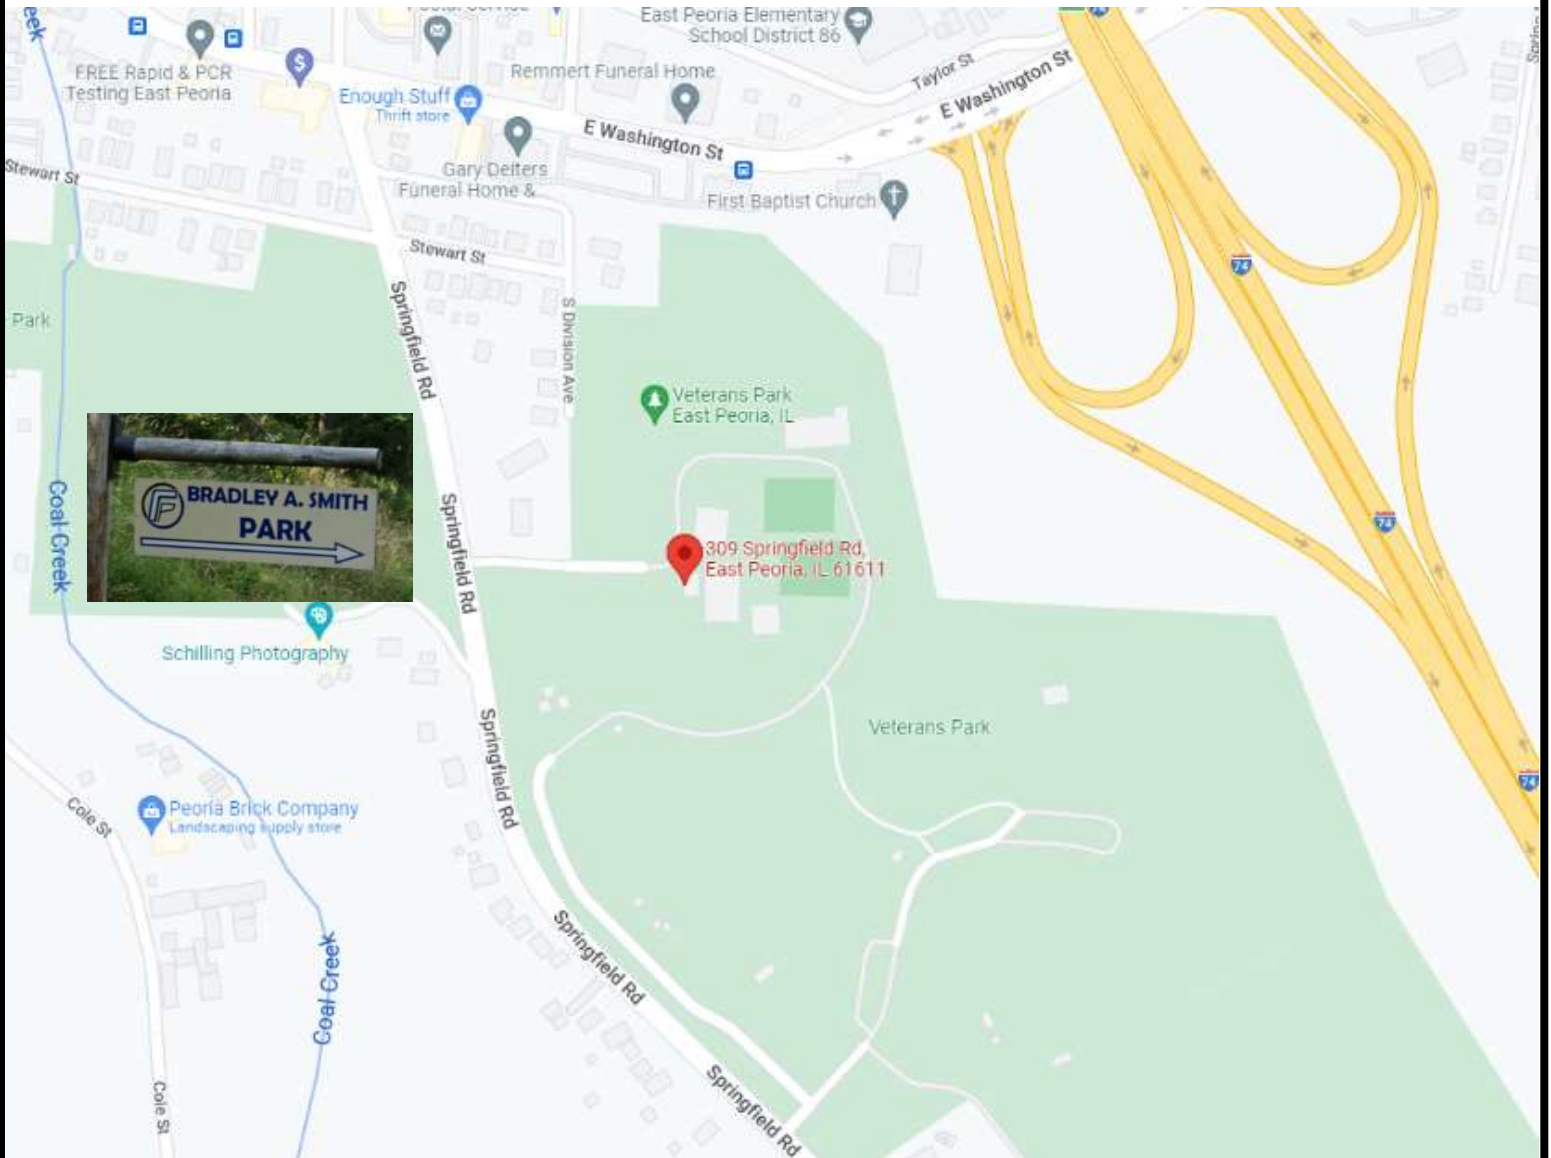 East Peoria Elementary
School District 86
FREE Rapid & PCR
Testing East Peoria
Remmert Funeral Home
Taylor St
E Washington St
Enough Stuff
Thrift store
E Washington St
Gary Deiters
Funeral Home &
First Baptist Church
Stewart St
Stewart St
74
Springfield Rd
S Division Ave
Park
Veterans Park
East Peoria, IL
BRADLEY A. SMITH
PARK
Coal Creek
Springfield Rd
74
309 Springfield Rd,
East Peoria, IL 61611
Schilling Photography
Springfield Rd
Veterans Park
74
Peoria Brick Company
Landscaping supply store
Cole St
Springfield Rd
Coal Creek
Cole St
Springfield Rd